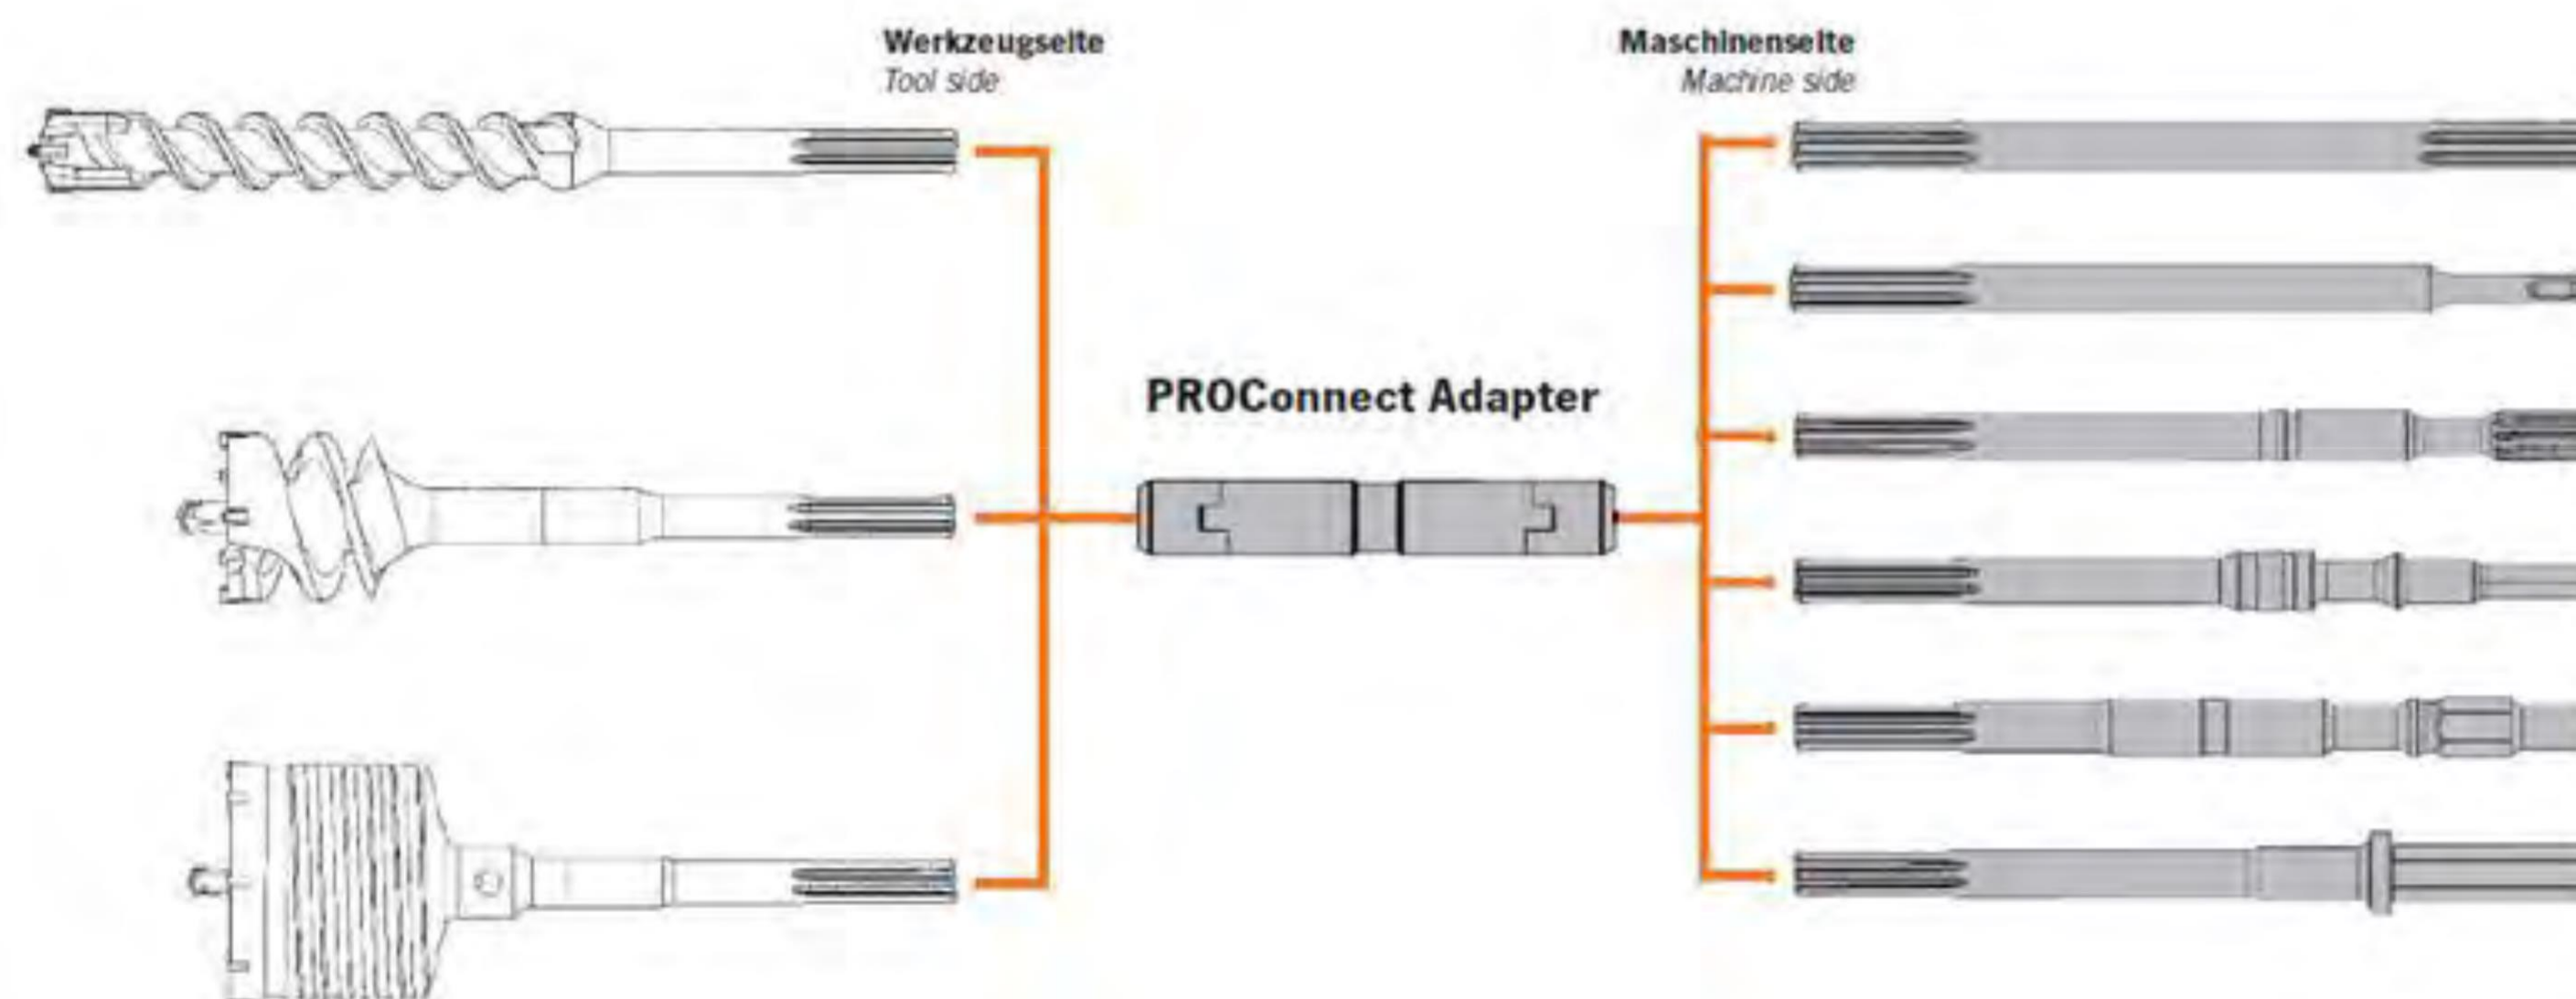 Werkzeugseite
Tool side
Maschinenseite
Machine side
PROConnect Adapter